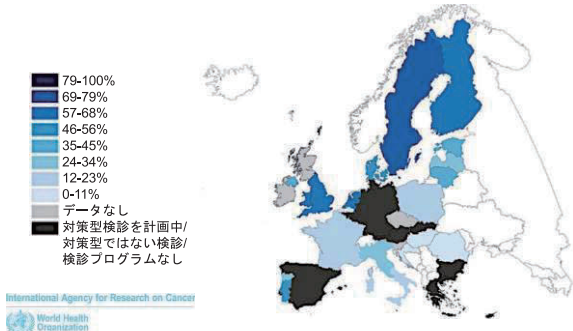 79-100%
69-79%
57-68%
46-56%
35-45%
24-34%
12-23%
0-11%
データなし
対策型検診を計画中/
対策型ではない検診/
検診プログラムなし
International Agency for Research on Cancer
World Health
Organization